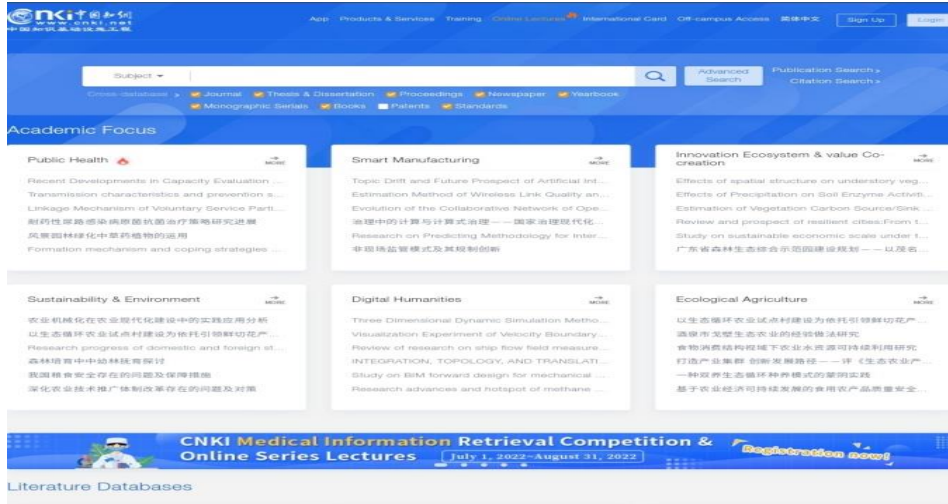 CNKi中国知网
www.cnki.net
中国知识基础设施工程
App Products & Services Training Online Lectures International Card Off-campus Access 简体中文 Sign Up Login
Subject
Advanced Search
Publication Search >
Citation Search >
Cross-database > Journal Thesis & Dissertation Proceedings Newspaper Yearbook
Monographic Serials Books Patents Standards
Academic Focus
Public Health MORE
Recent Developments in Capacity Evaluation ...
Transmission characteristics and prevention s...
Linkage Mechanism of Voluntary Service Parti...
耐药性尿路感染病原菌抗菌治疗策略研究进展
风景园林绿化中草药植物的运用
Formation mechanism and coping strategies ...
Smart Manufacturing MORE
Topic Drift and Future Prospect of Artificial Int...
Estimation Method of Wireless Link Quality an...
Evolution of the Collaborative Network of Ope...
治理中的计算与计算式治理——国家治理现代化...
Research on Predicting Methodology for Inter...
非现场监管模式及其规制创新
Innovation Ecosystem & value Co-creation MORE
Effects of spatial structure on understory veg...
Effects of Precipitation on Soil Enzyme Activiti...
Estimation of Vegetation Carbon Source/Sink ...
Review and prospect of resilient cities:From t...
Study on sustainable economic scale under t...
广东省森林生态综合示范园建设规划——以茂名...
Sustainability & Environment MORE
农业机械化在农业现代化建设中的实践应用分析
以生态循环农业试点村建设为依托引领鲜切花产...
Research progress of domestic and foreign st...
森林培育中中幼林抚育探讨
我国粮食安全存在的问题及保障措施
深化农业技术推广体制改革存在的问题及对策
Digital Humanities MORE
Three Dimensional Dynamic Simulation Metho...
Visualization Experiment of Velocity Boundary...
Review of research on ship flow field measure...
INTEGRATION, TOPOLOGY, AND TRANSLATI...
Study on BIM forward design for mechanical ...
Research advances and hotspot of methane ...
Ecological Agriculture MORE
以生态循环农业试点村建设为依托引领鲜切花产...
酒泉市戈壁生态农业的经验做法研究
食物消费结构视域下农业水资源可持续利用研究
打造产业集群 创新发展路径——评《生态农业产...
一种双养生态循环种养模式的蒙阴实践
基于农业经济可持续发展的食用农产品质量安全...
CNKI Medical Information Retrieval Competition &
Online Series Lectures July 1, 2022~August 31, 2022
Registration now!
Literature Databases